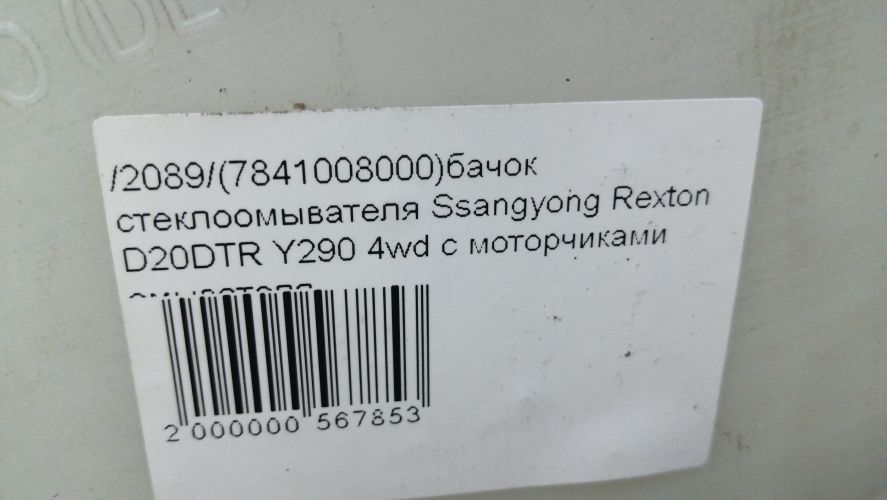 /2089/(7841008000)бачок
стеклоомывателя Ssangyong Rexton
D20DTR Y290 4wd с моторчиками
2 000000 567853